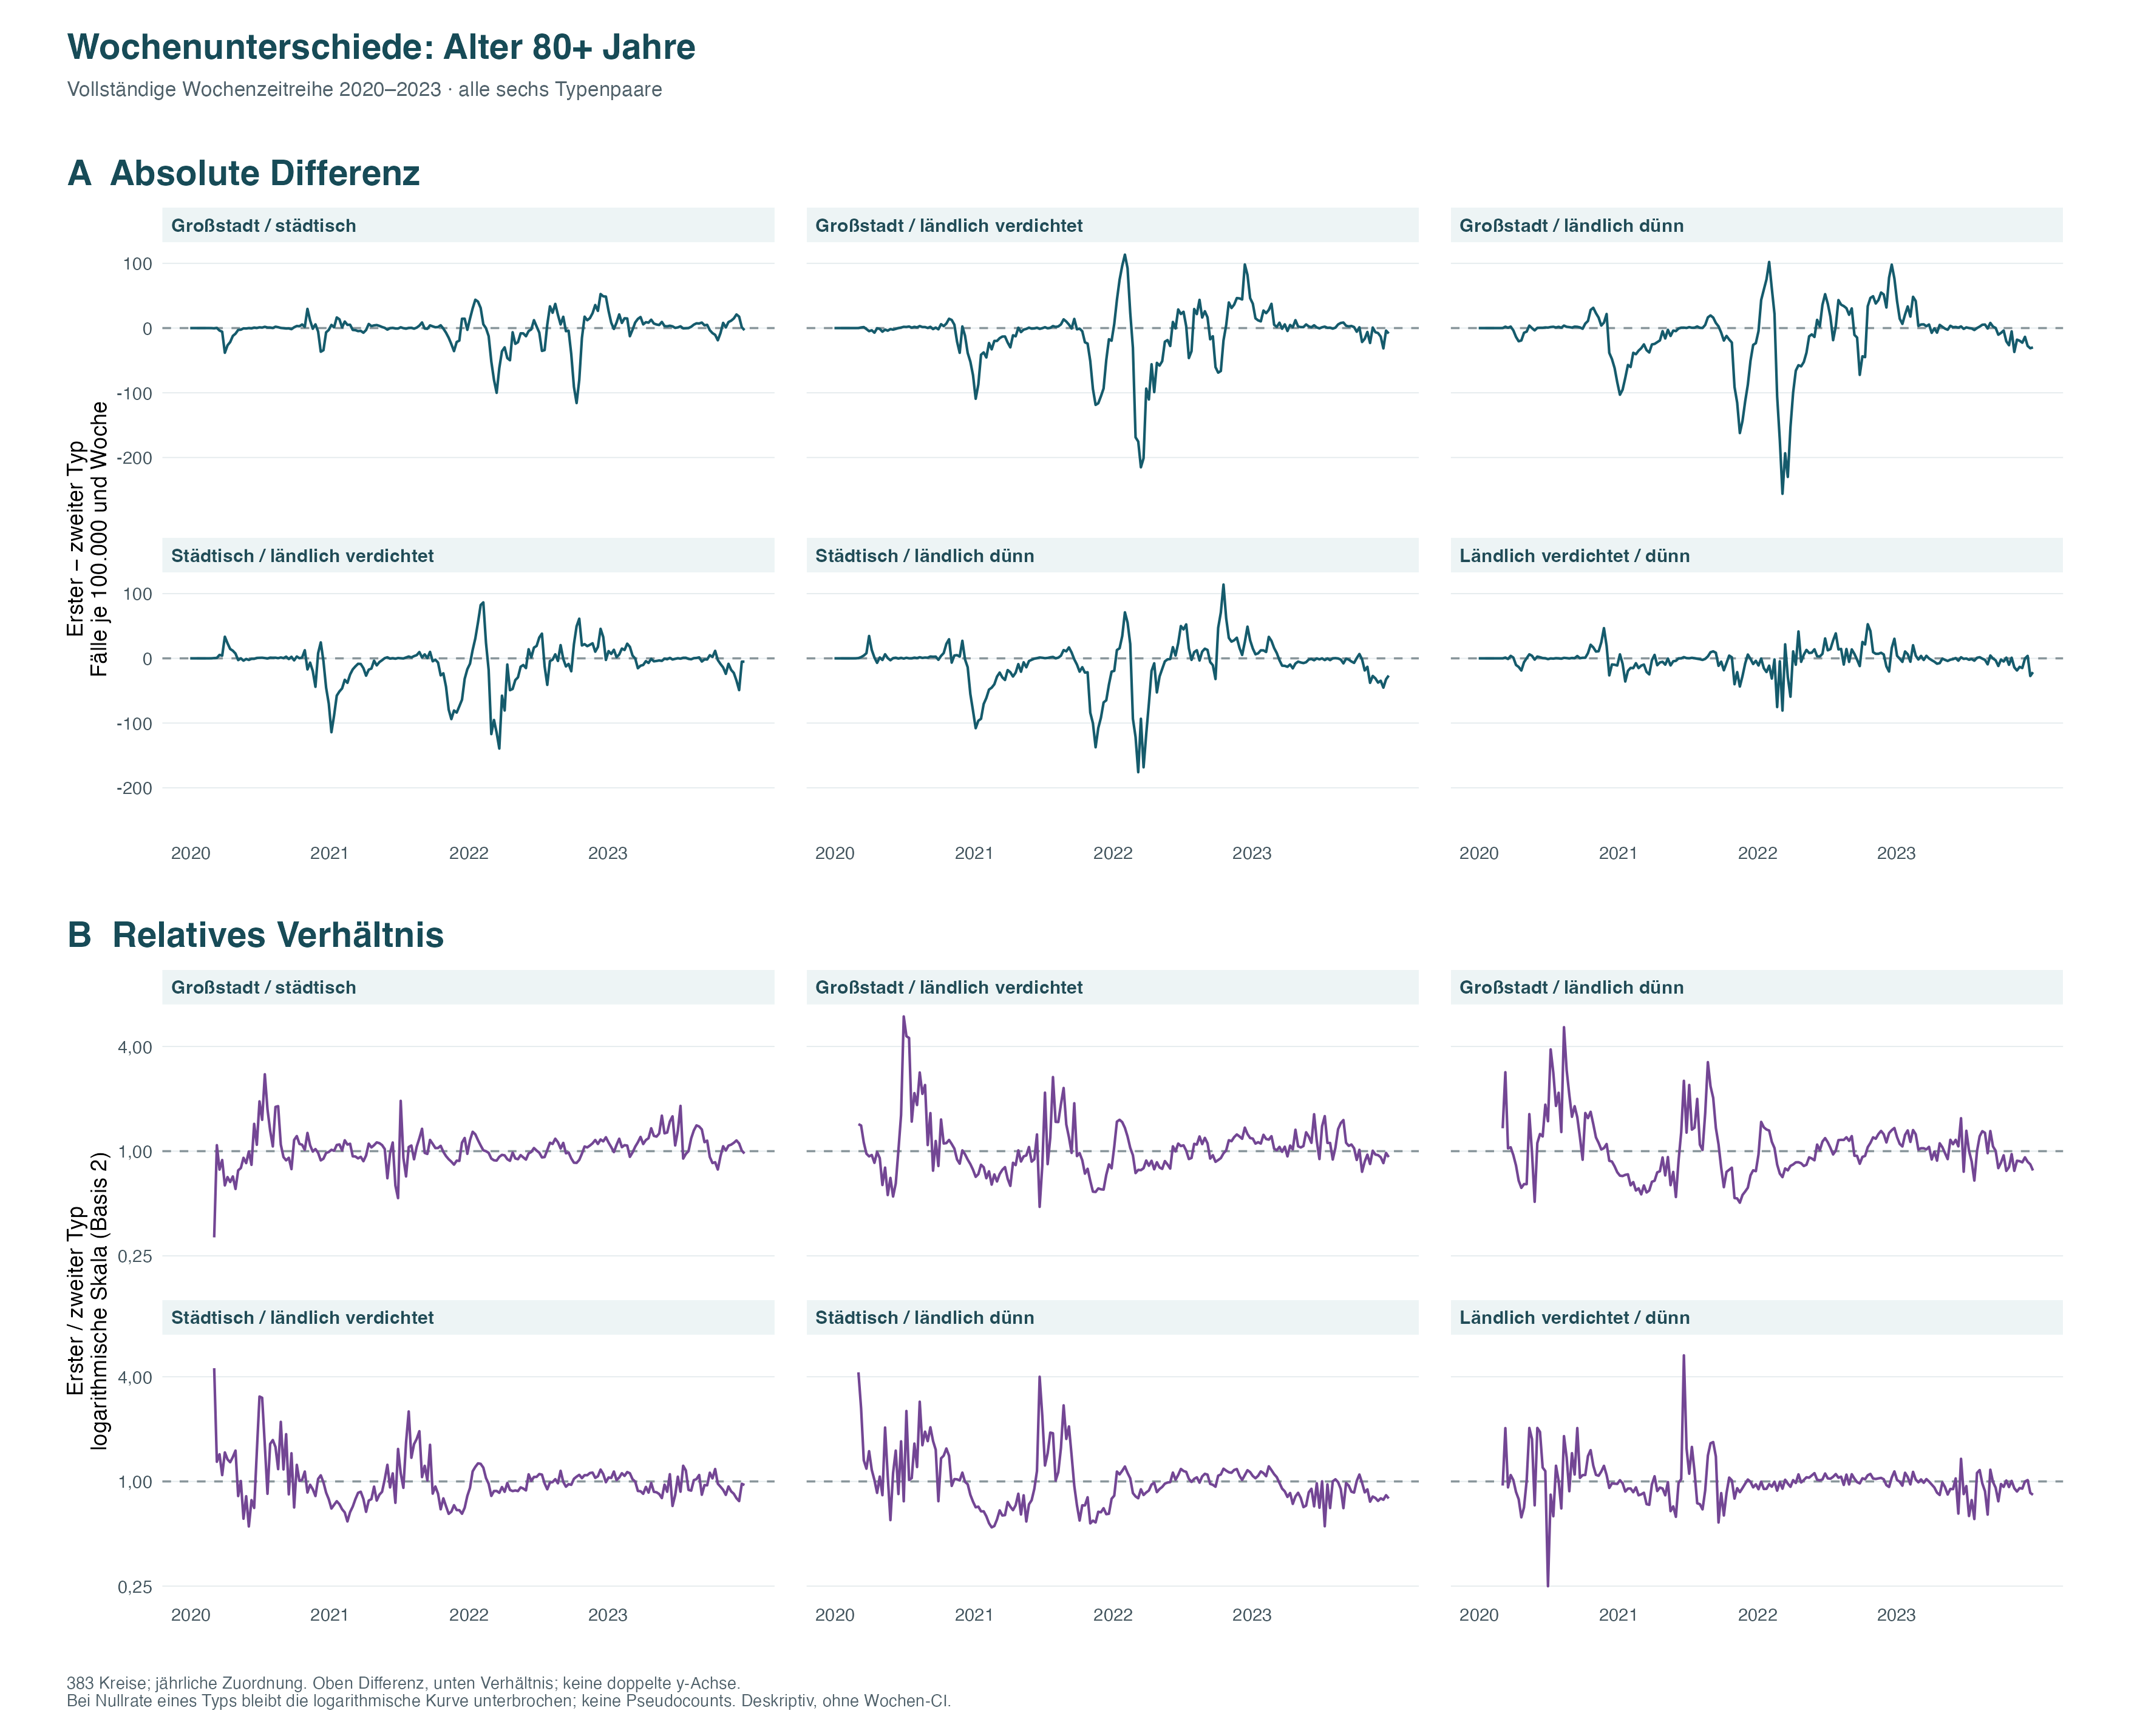 Wochenunterschiede: Alter 80+ Jahre
Vollständige Wochenzeitreihe 2020–2023 · alle sechs Typenpaare
A Absolute Differenz
Erster – zweiter Typ
Fälle je 100.000 und Woche
Großstadt / städtisch
Großstadt / ländlich verdichtet
Großstadt / ländlich dünn
100
0
-100
-200
Städtisch / ländlich verdichtet
Städtisch / ländlich dünn
Ländlich verdichtet / dünn
100
0
-100
-200
2020 2021 2022 2023
2020 2021 2022 2023
2020 2021 2022 2023
B Relatives Verhältnis
Erster / zweiter Typ
logarithmische Skala (Basis 2)
Großstadt / städtisch
Großstadt / ländlich verdichtet
Großstadt / ländlich dünn
4,00
1,00
0,25
Städtisch / ländlich verdichtet
Städtisch / ländlich dünn
Ländlich verdichtet / dünn
4,00
1,00
0,25
2020 2021 2022 2023
2020 2021 2022 2023
2020 2021 2022 2023
383 Kreise; jährliche Zuordnung. Oben Differenz, unten Verhältnis; keine doppelte y-Achse.
Bei Nullrate eines Typs bleibt die logarithmische Kurve unterbrochen; keine Pseudocounts. Deskriptiv, ohne Wochen-CI.